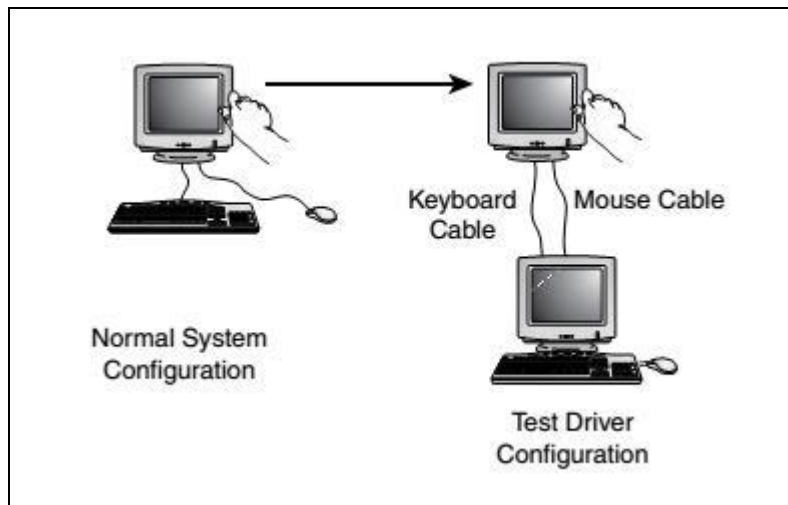 Keyboard
Cable
Mouse Cable
Normal System
Configuration
Test Driver
Configuration